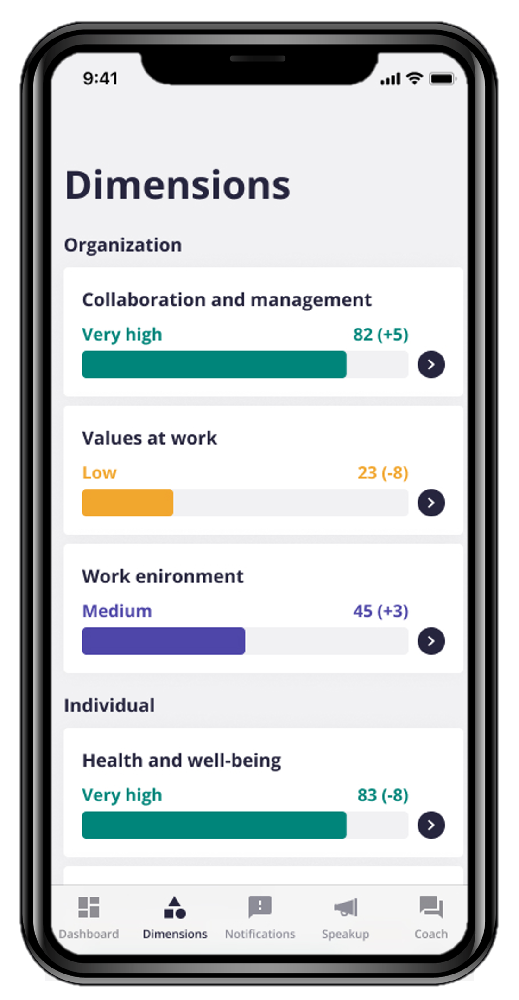 9:41
Dimensions
Organization
Collaboration and management
Very high 82 (+5)
Values at work
Low 23 (-8)
Work enironment
Medium 45 (+3)
Individual
Health and well-being
Very high 83 (-8)
Dashboard Dimensions Notifications Speakup Coach